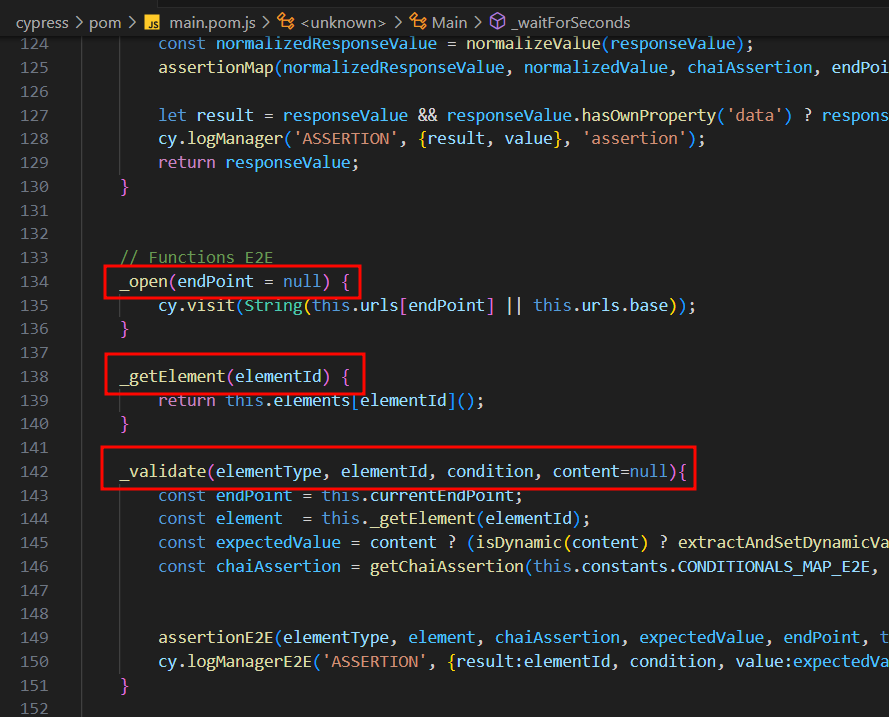 cypress > pom > JS main.pom.js > <unknown> > Main > _waitForSeconds
124 const normalizedResponseValue = normalizeValue(responseValue);
125 assertionMap(normalizedResponseValue, normalizedValue, chaiAssertion, endPoi
126
127 let result = responseValue && responseValue.hasOwnProperty('data') ? respons
128 cy.logManager('ASSERTION', {result, value}, 'assertion');
129 return responseValue;
130 }
131
132
133 // Functions E2E
134 _open(endPoint = null) {
135 cy.visit(String(this.urls[endPoint] || this.urls.base));
136 }
137
138 _getElement(elementId) {
139 return this.elements[elementId]();
140 }
141
142 _validate(elementType, elementId, condition, content=null){
143 const endPoint = this.currentEndPoint;
144 const element  = this._getElement(elementId);
145 const expectedValue = content ? (isDynamic(content) ? extractAndSetDynamicVa
146 const chaiAssertion = getChaiAssertion(this.constants.CONDITIONALS_MAP_E2E,
147
148
149 assertionE2E(elementType, element, chaiAssertion, expectedValue, endPoint, t
150 cy.logManagerE2E('ASSERTION', {result:elementId, condition, value:expectedVa
151 }
152